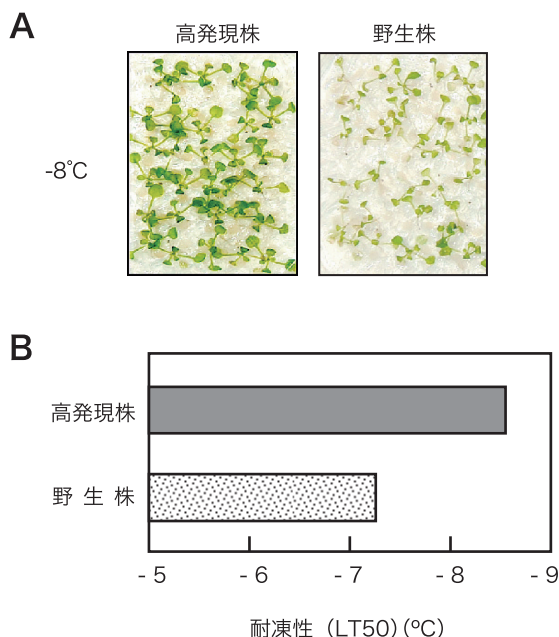 A
高発現株 野生株
-8℃
B
高発現株
野 生 株
- 5 - 6 - 7 - 8 - 9
耐凍性（LT50）(ºC）